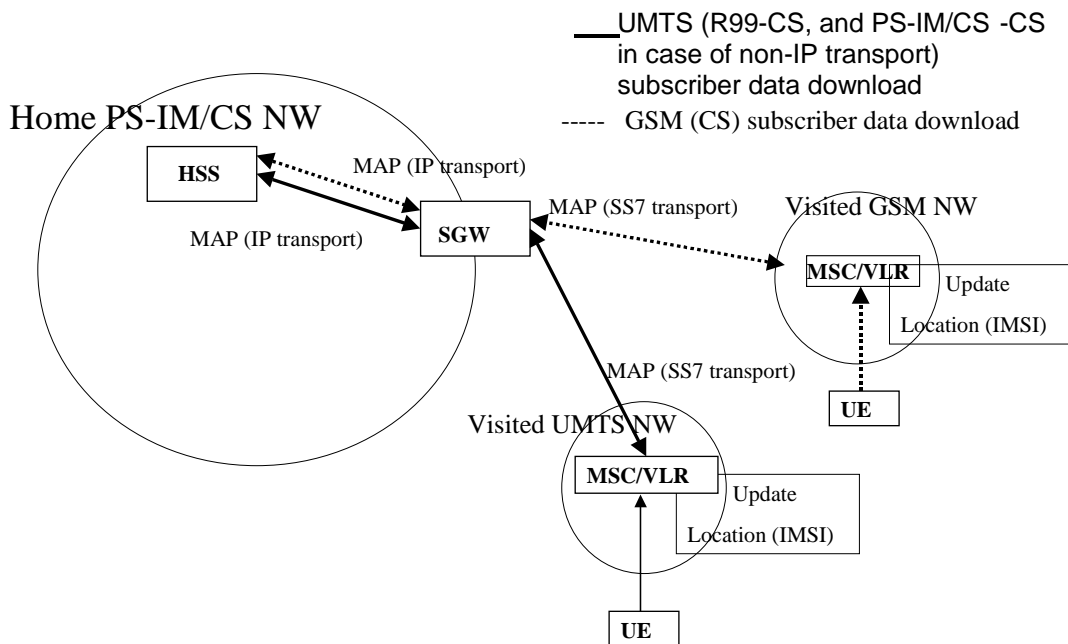 UMTS (R99-CS, and PS-IM/CS -CS
in case of non-IP transport)
subscriber data download
----- GSM (CS) subscriber data download
Home PS-IM/CS NW
HSS
MAP (IP transport)
MAP (IP transport)
SGW
MAP (SS7 transport)
Visited GSM NW
MSC/VLR
Update
Location (IMSI)
UE
MAP (SS7 transport)
Visited UMTS NW
MSC/VLR
Update
Location (IMSI)
UE